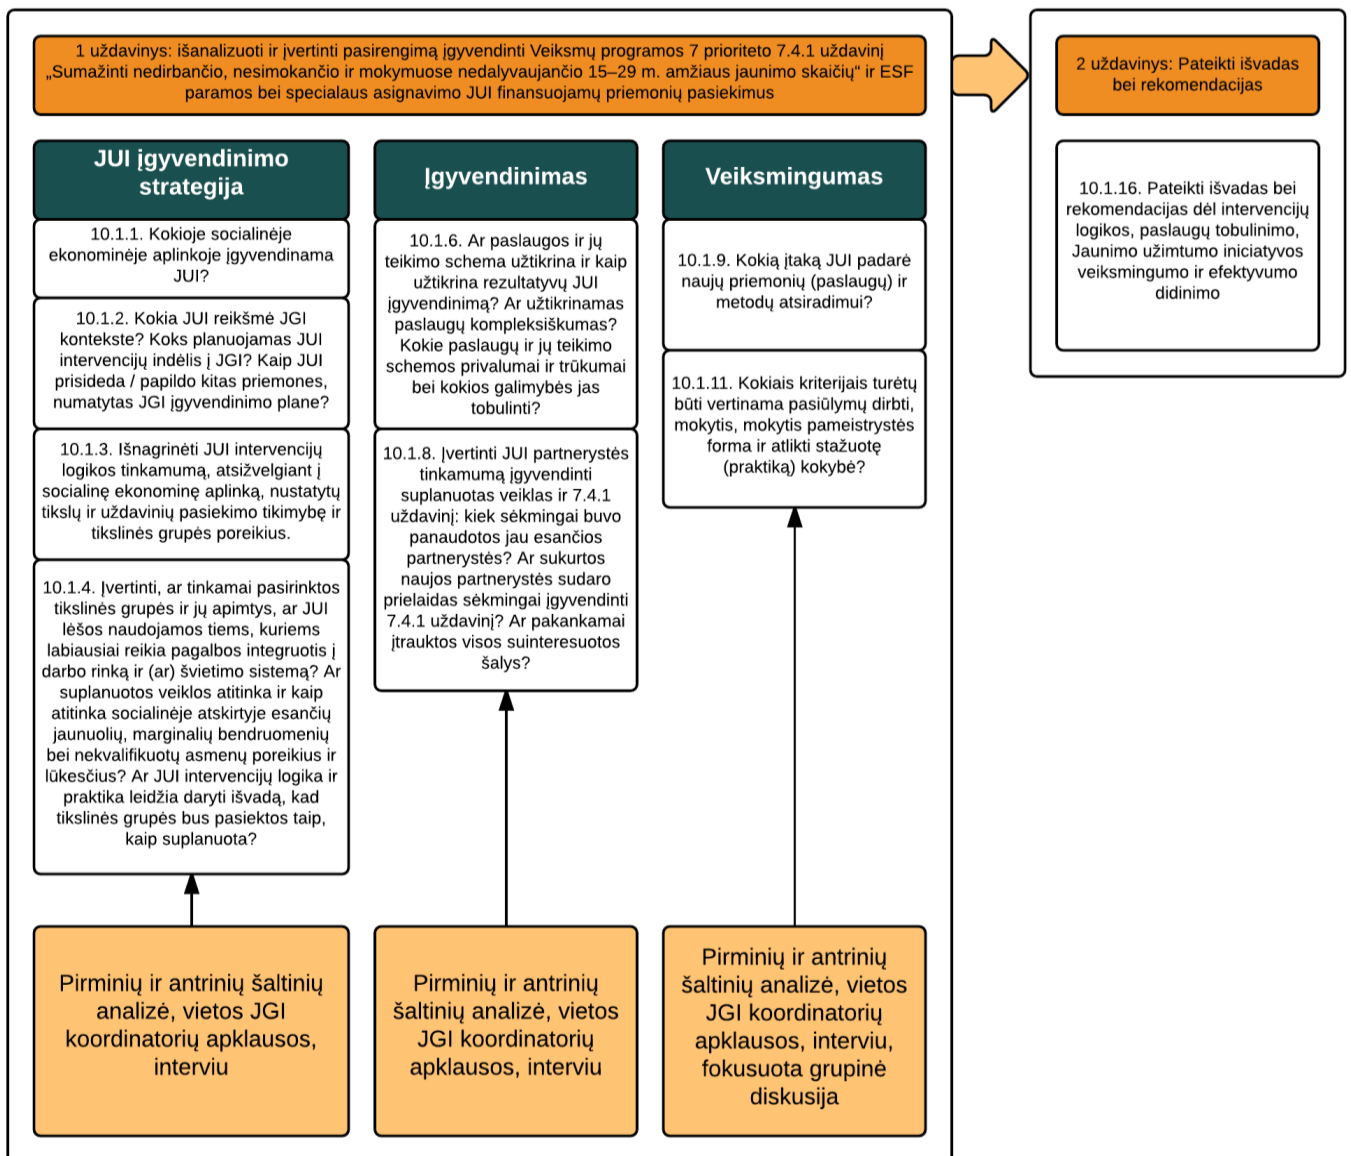 1 uždavinys: išanalizuoti ir įvertinti pasirengimą įgyvendinti Veiksmų programos 7 prioriteto 7.4.1 uždavinį
„Sumažinti nedirbančio, nesimokančio ir mokymuose nedalyvaujančio 15–29 m. amžiaus jaunimo skaičių“ ir ESF
paramos bei specialaus asignavimo JUI finansuojamų priemonių pasiekimus
2 uždavinys: Pateikti išvadas
bei rekomendacijas
JUI įgyvendinimo
strategija
10.1.1. Kokioje socialinėje
ekonominėje aplinkoje įgyvendinama
JUI?
10.1.2. Kokia JUI reikšmė JGI
kontekste? Koks planuojamas JUI
intervencijų indėlis į JGI? Kaip JUI
prisideda / papildo kitas priemones,
numatytas JGI įgyvendinimo plane?
10.1.3. Išnagrinėti JUI intervencijų
logikos tinkamumą, atsižvelgiant į
socialinę ekonominę aplinką, nustatytų
tikslų ir uždavinių pasiekimo tikimybę ir
tikslinės grupės poreikius.
10.1.4. Įvertinti, ar tinkamai pasirinktos
tikslinės grupės ir jų apimtys, ar JUI
lėšos naudojamos tiems, kuriems
labiausiai reikia pagalbos integruotis į
darbo rinką ir (ar) švietimo sistemą? Ar
suplanuotos veiklos atitinka ir kaip
atitinka socialinėje atskirtyje esančių
jaunuolių, marginalių bendruomenių
bei nekvalifikuotų asmenų poreikius ir
lūkesčius? Ar JUI intervencijų logika ir
praktika leidžia daryti išvadą, kad
tikslinės grupės bus pasiektos taip,
kaip suplanuota?
Pirminių ir antrinių šaltinių
analizė, vietos JGI
koordinatorių apklausos,
interviu
Įgyvendinimas
10.1.6. Ar paslaugos ir jų
teikimo schema užtikrina ir kaip
užtikrina rezultatyvų JUI
įgyvendinimą? Ar užtikrinamas
paslaugų kompleksiškumas?
Kokie paslaugų ir jų teikimo
schemos privalumai ir trūkumai
bei kokios galimybės jas
tobulinti?
10.1.8. Įvertinti JUI partnerystės
tinkamumą įgyvendinti
suplanuotas veiklas ir 7.4.1
uždavinį: kiek sėkmingai buvo
panaudotos jau esančios
partnerystės? Ar sukurtos
naujos partnerystės sudaro
prielaidas sėkmingai įgyvendinti
7.4.1 uždavinį? Ar pakankamai
įtrauktos visos suinteresuotos
šalys?
Pirminių ir antrinių
šaltinių analizė, vietos
JGI koordinatorių
apklausos, interviu
Veiksmingumas
10.1.9. Kokią įtaką JUI padarė
naujų priemonių (paslaugų) ir
metodų atsiradimui?
10.1.11. Kokiais kriterijais turėtų
būti vertinama pasiūlymų dirbti,
mokytis, mokytis pameistrystės
forma ir atlikti stažuotę
(praktiką) kokybė?
Pirminių ir antrinių
šaltinių analizė, vietos
JGI koordinatorių
apklausos, interviu,
fokusuota grupinė
diskusija
10.1.16. Pateikti išvadas bei
rekomendacijas dėl intervencijų
logikos, paslaugų tobulinimo,
Jaunimo užimtumo iniciatyvos
veiksmingumo ir efektyvumo
didinimo